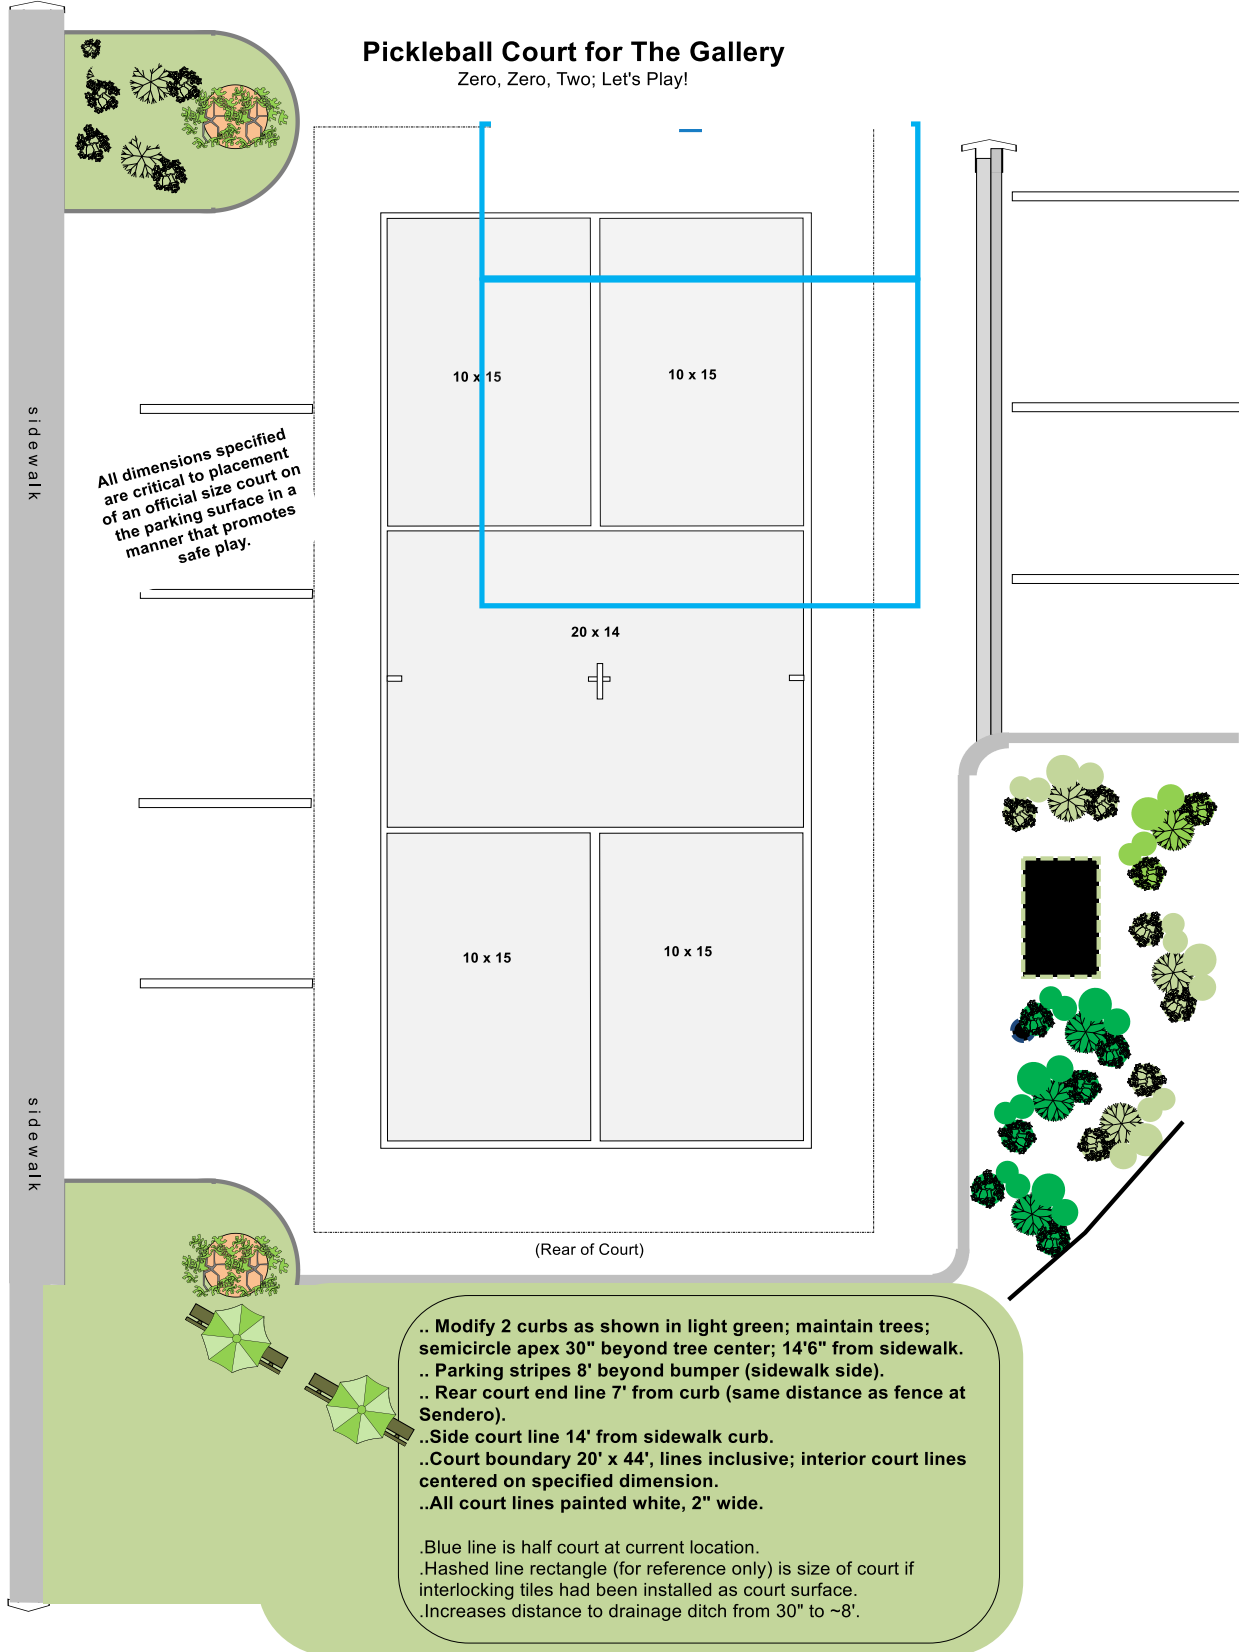 Pickleball Court for The Gallery
Zero, Zero, Two; Let's Play!
sidewalk
10 x 15
10 x 15
All dimensions specified
are critical to placement
of an official size court on
the parking surface in a
manner that promotes
safe play.
20 x 14
10 x 15
10 x 15
sidewalk
(Rear of Court)
.. Modify 2 curbs as shown in light green; maintain trees;
semicircle apex 30" beyond tree center; 14'6" from sidewalk.
.. Parking stripes 8' beyond bumper (sidewalk side).
.. Rear court end line 7' from curb (same distance as fence at
Sendero).
..Side court line 14' from sidewalk curb.
..Court boundary 20' x 44', lines inclusive; interior court lines
centered on specified dimension.
..All court lines painted white, 2" wide.
.Blue line is half court at current location.
.Hashed line rectangle (for reference only) is size of court if
interlocking tiles had been installed as court surface.
.Increases distance to drainage ditch from 30" to ~8'.